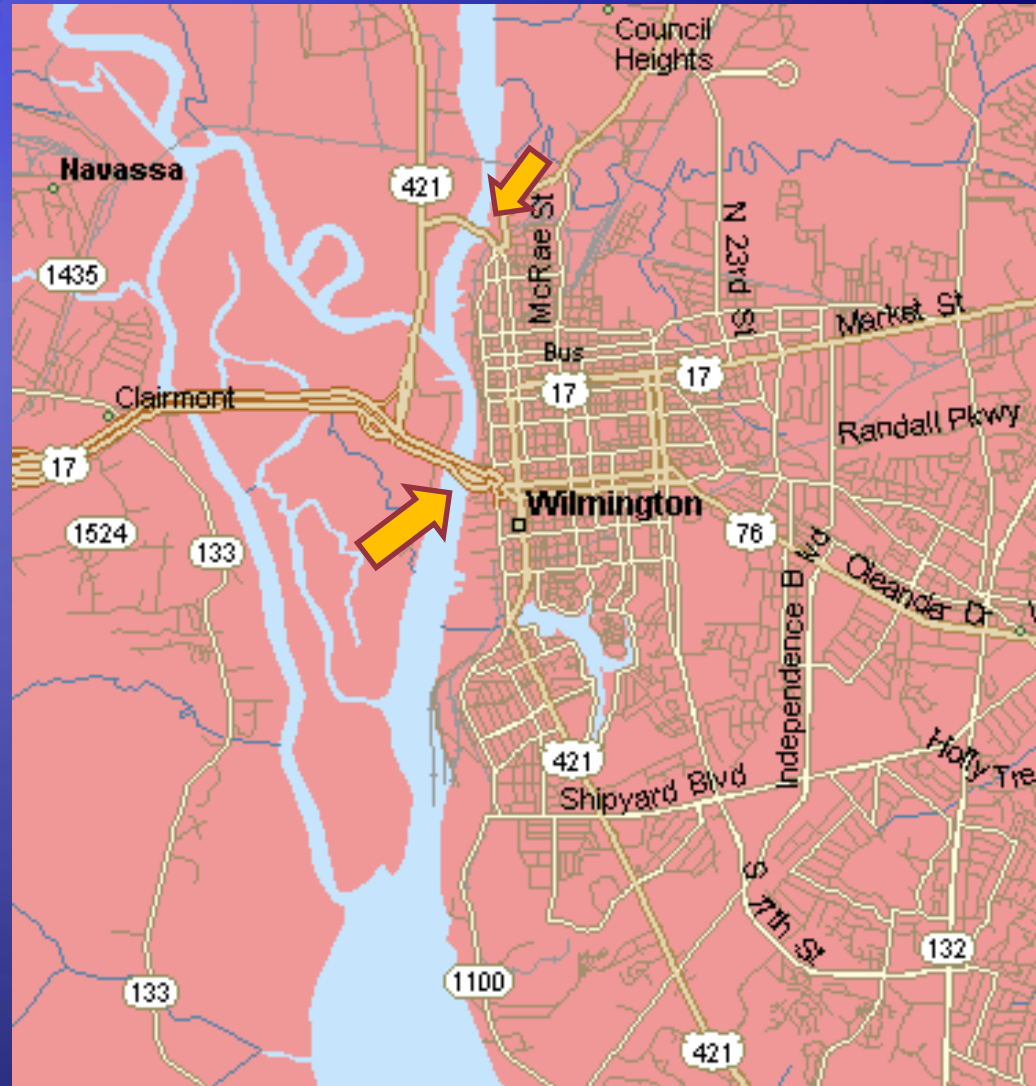 Council
Heights
Navassa
421
McRae St
N 23rd St
1435
Market St
Bus
17
17
Clairmont
Randall Pkwy
17
Wilmington
1524
133
76
Independence Blvd
Oleander Dr
421
Shipyard Blvd
Holly Tre
S 17th St
132
133
1100
421